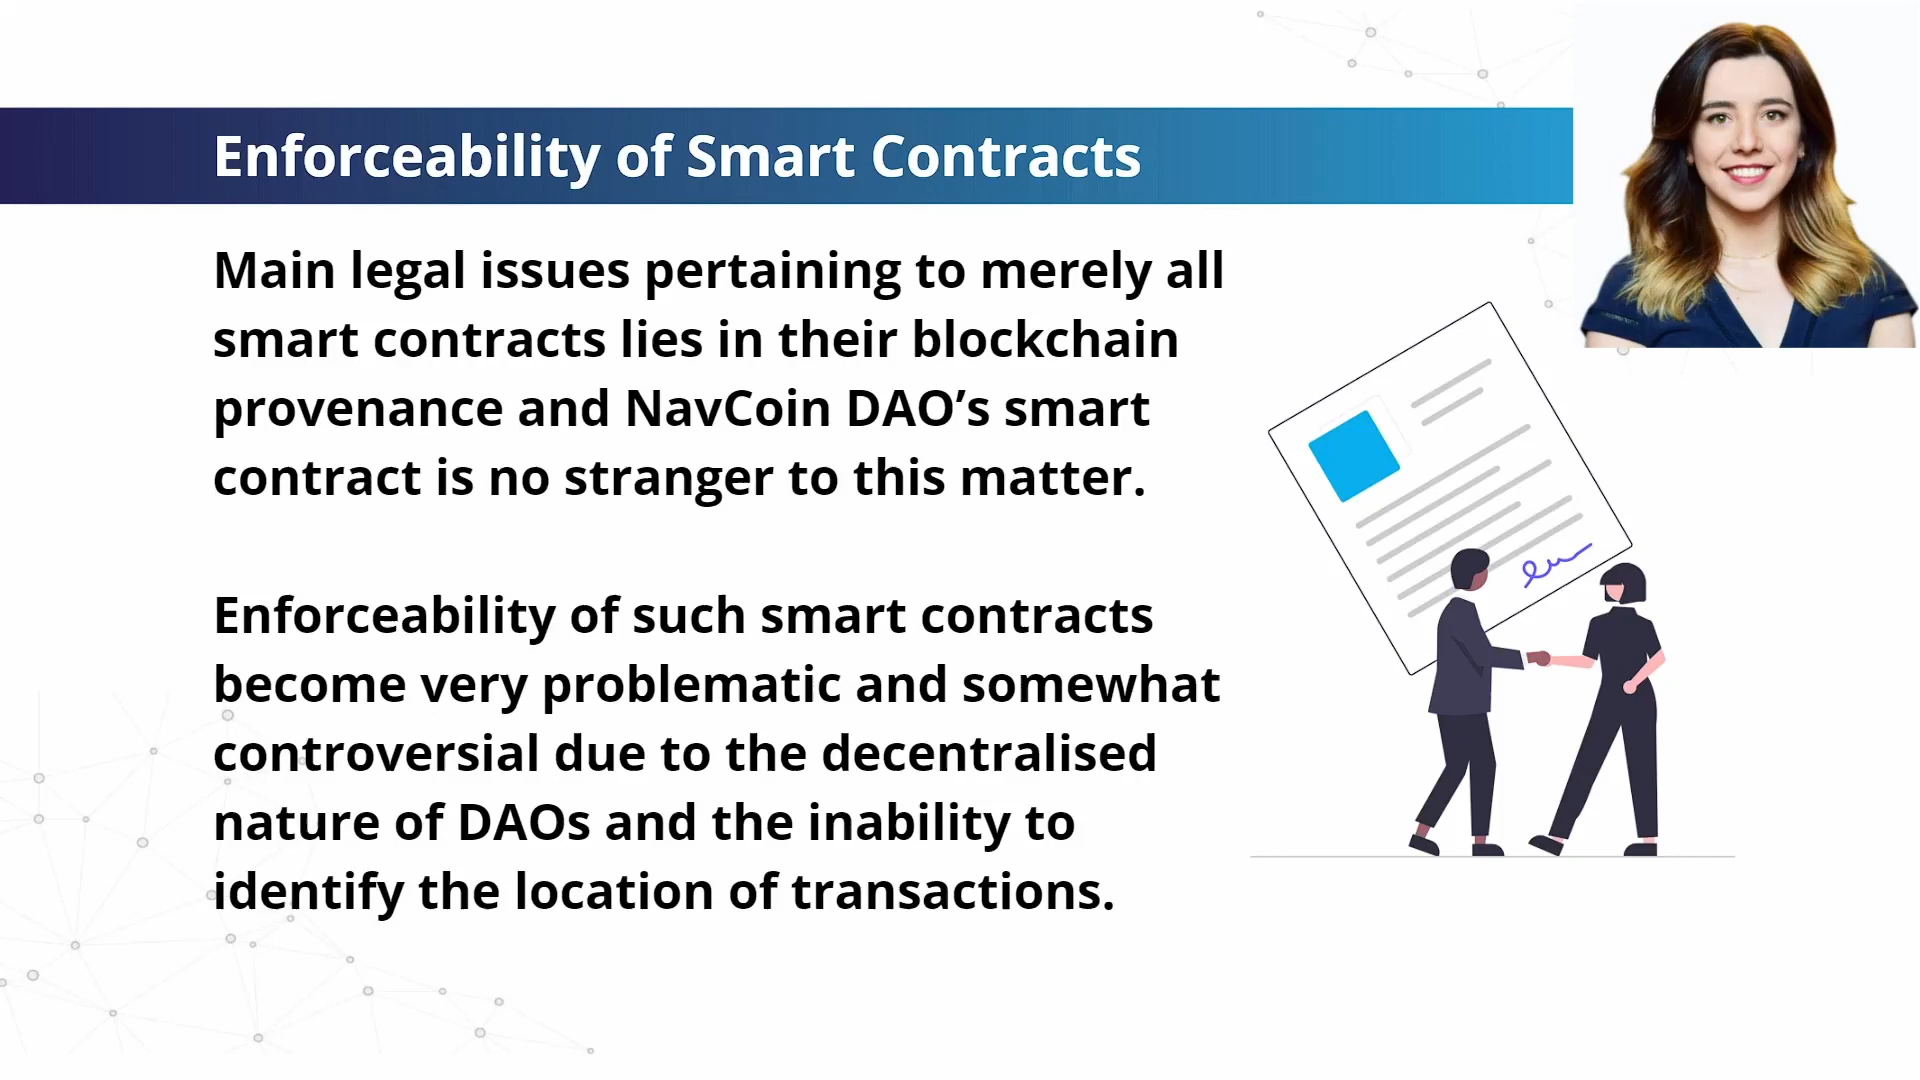 Enforceability of Smart Contracts
Main legal issues pertaining to merely all
smart contracts lies in their blockchain
provenance and NavCoin DAO’s smart
contract is no stranger to this matter.
Enforceability of such smart contracts
become very problematic and somewhat
controversial due to the decentralised
nature of DAOs and the inability to
identify the location of transactions.